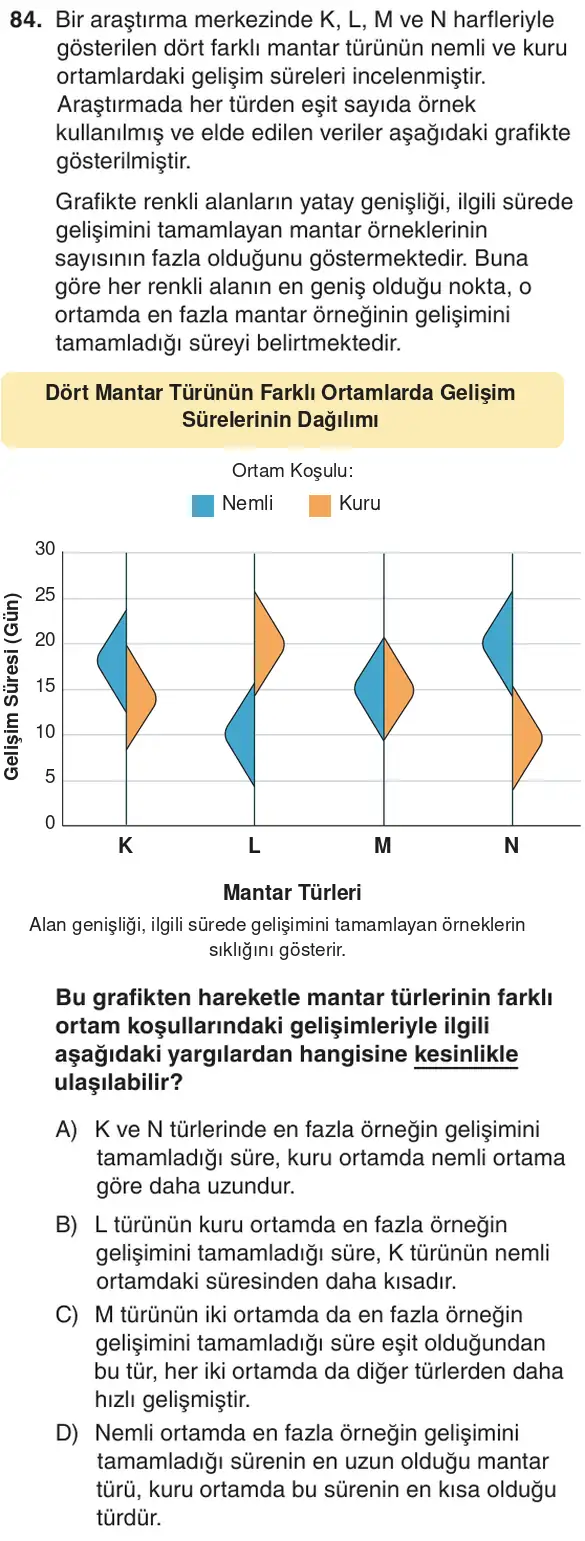 84. Bir araştırma merkezinde K, L, M ve N harfleriyle
gösterilen dört farklı mantar türünün nemli ve kuru
ortamlardaki gelişim süreleri incelenmiştir.
Araştırmada her türden eşit sayıda örnek
kullanılmış ve elde edilen veriler aşağıdaki grafikte
gösterilmiştir.
Grafikte renkli alanların yatay genişliği, ilgili sürede
gelişimini tamamlayan mantar örneklerinin
sayısının fazla olduğunu göstermektedir. Buna
göre her renkli alanın en geniş olduğu nokta, o
ortamda en fazla mantar örneğinin gelişimini
tamamladığı süreyi belirtmektedir.
Dört Mantar Türünün Farklı Ortamlarda Gelişim
Sürelerinin Dağılımı
Ortam Koşulu:
Nemli Kuru
Gelişim Süresi (Gün)
30
25
20
15
10
5
0
K L M N
Mantar Türleri
Alan genişliği, ilgili sürede gelişimini tamamlayan örneklerin
sıklığını gösterir.
Bu grafikten hareketle mantar türlerinin farklı
ortam koşullarındaki gelişimleriyle ilgili
aşağıdaki yargılardan hangisine kesinlikle
ulaşılabilir?
A) K ve N türlerinde en fazla örneğin gelişimini
tamamladığı süre, kuru ortamda nemli ortama
göre daha uzundur.
B) L türünün kuru ortamda en fazla örneğin
gelişimini tamamladığı süre, K türünün nemli
ortamdaki süresinden daha kısadır.
C) M türünün iki ortamda da en fazla örneğin
gelişimini tamamladığı süre eşit olduğundan
bu tür, her iki ortamda da diğer türlerden daha
hızlı gelişmiştir.
D) Nemli ortamda en fazla örneğin gelişimini
tamamladığı sürenin en uzun olduğu mantar
türü, kuru ortamda bu sürenin en kısa olduğu
türdür.